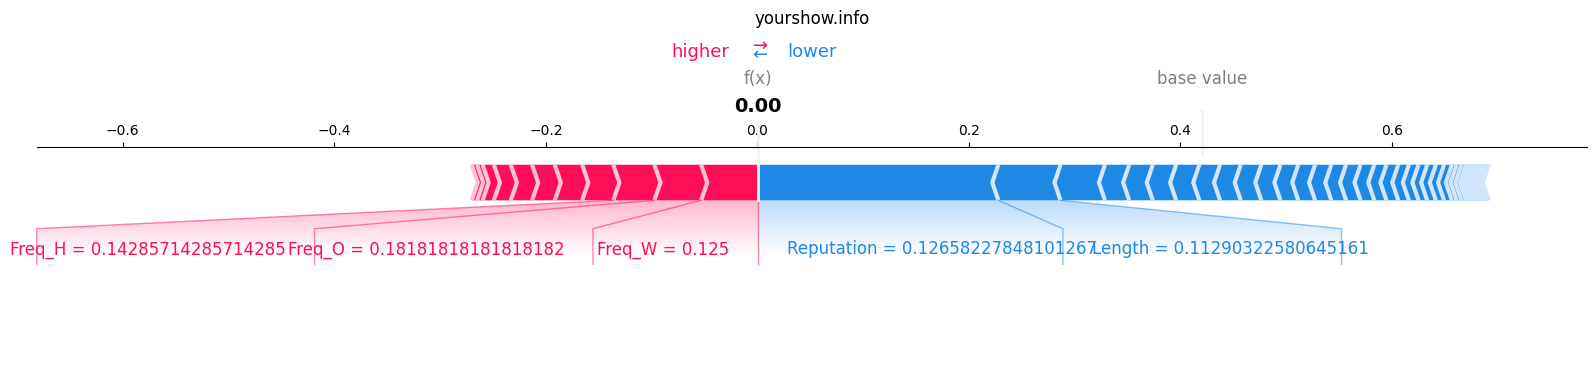 yourshow.info
higher ⇄ lower
f(x) base value
0.00
−0.6 −0.4 −0.2 0.0 0.2 0.4 0.6
Freq_H = 0.14285714285714285 Freq_O = 0.18181818181818182 Freq_W = 0.125 Reputation = 0.12658227848101267 Length = 0.11290322580645161